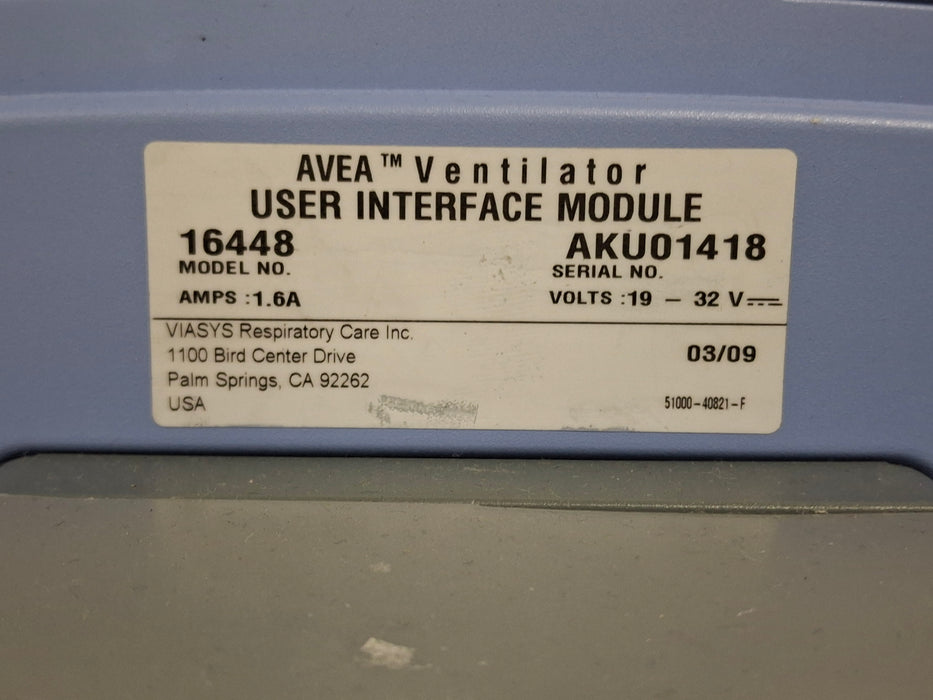 AVEA™ Ventilator
USER INTERFACE MODULE
16448 AKU01418
MODEL NO. SERIAL NO.
AMPS :1.6A VOLTS :19 – 32 V⎓
VIASYS Respiratory Care Inc.
1100 Bird Center Drive 03/09
Palm Springs, CA 92262
USA 51000-40821-F